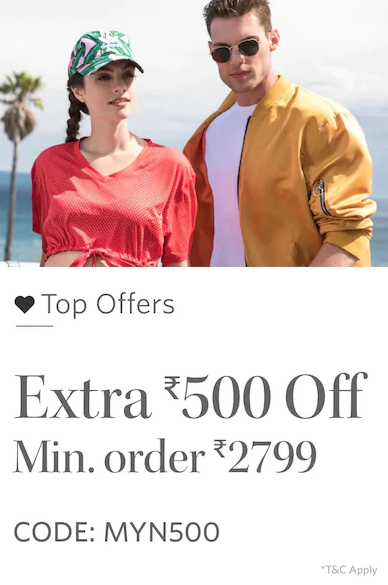 Top Offers
Extra ₹500 Off
Min. order ₹2799
CODE: MYN500
*T&C Apply